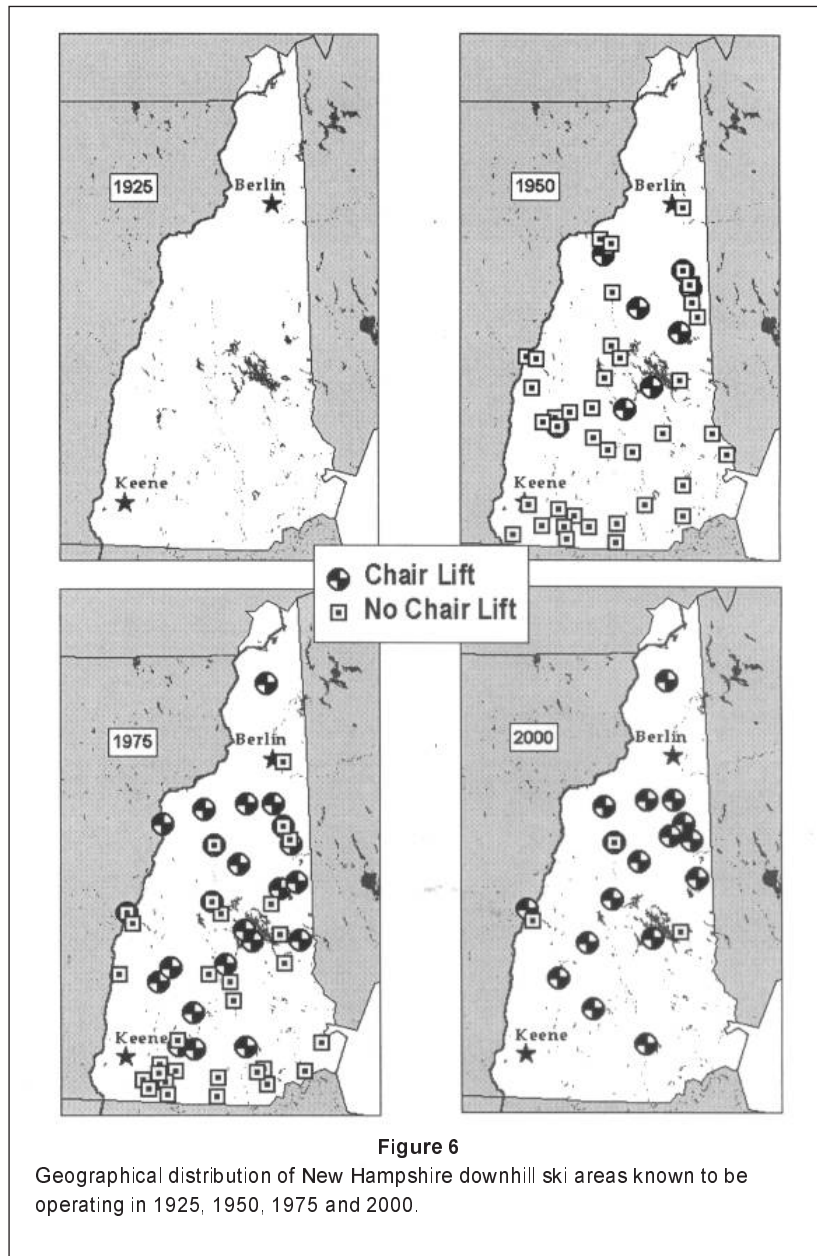 1925
Berlin
Keene
1950
Berlin
Keene
Chair Lift
No Chair Lift
1975
Berlin
Keene
2000
Berlin
Keene
Figure 6
Geographical distribution of New Hampshire downhill ski areas known to be
operating in 1925, 1950, 1975 and 2000.